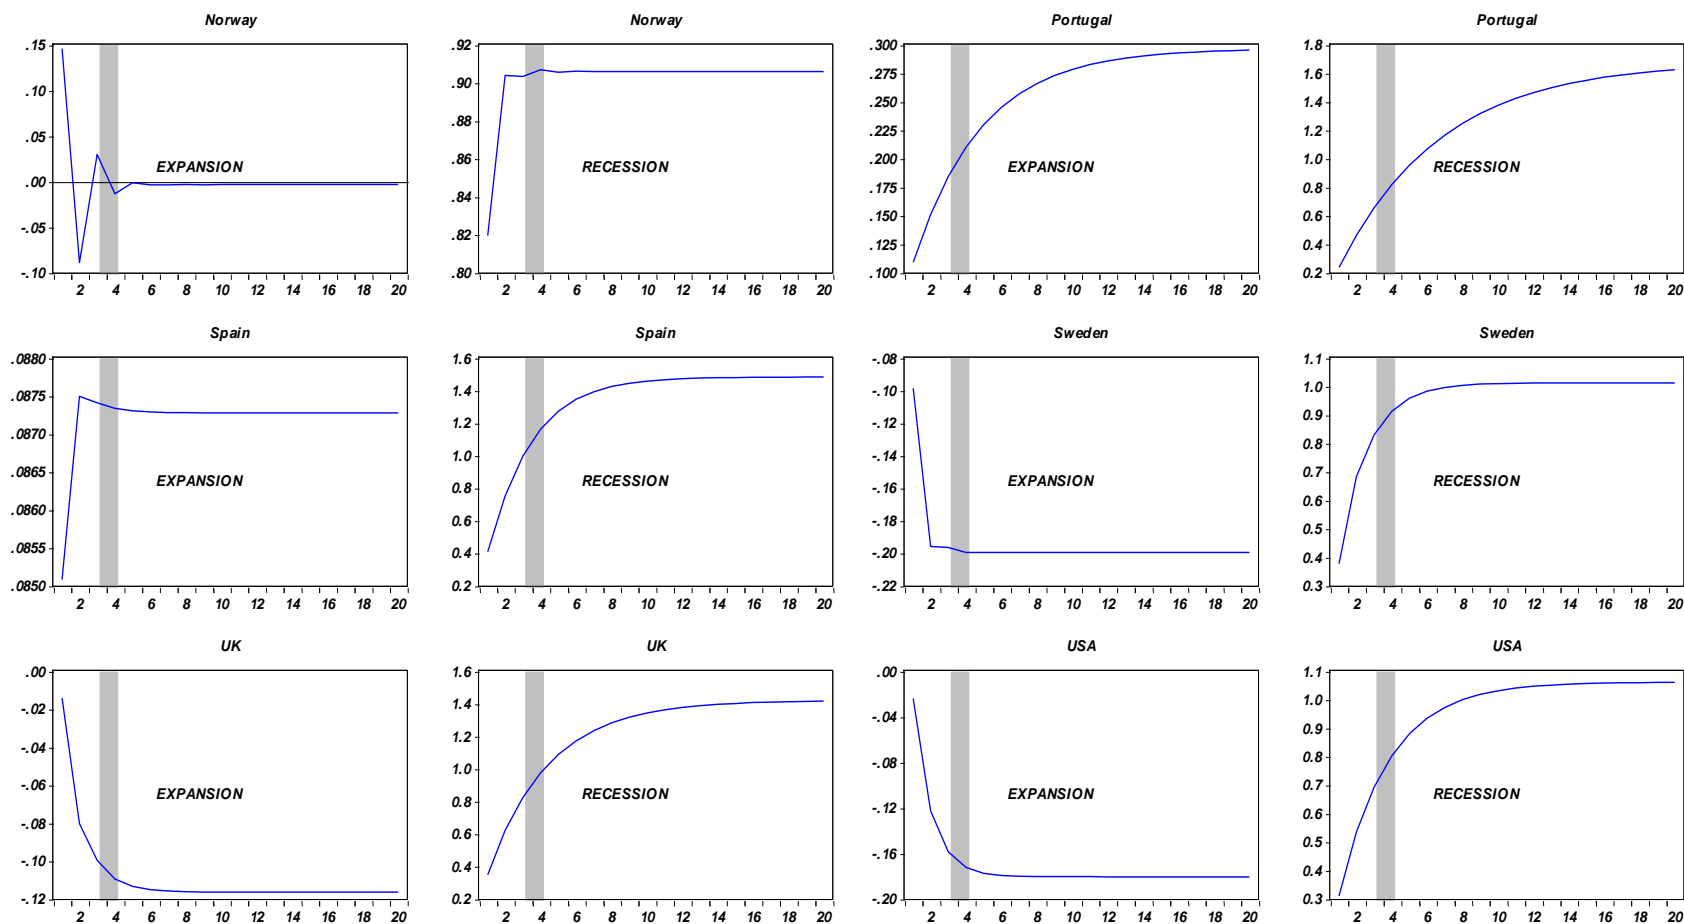 Norway
.15
.10
.05
.00
-.05
-.10
EXPANSION
2 4 6 8 10 12 14 16 18 20
Norway
.92
.90
.88
.86
.84
.82
.80
RECESSION
2 4 6 8 10 12 14 16 18 20
Portugal
.300
.275
.250
.225
.200
.175
.150
.125
.100
EXPANSION
2 4 6 8 10 12 14 16 18 20
Portugal
1.8
1.6
1.4
1.2
1.0
0.8
0.6
0.4
0.2
RECESSION
2 4 6 8 10 12 14 16 18 20
Spain
.0880
.0875
.0870
.0865
.0860
.0855
.0850
EXPANSION
2 4 6 8 10 12 14 16 18 20
Spain
1.6
1.4
1.2
1.0
0.8
0.6
0.4
0.2
RECESSION
2 4 6 8 10 12 14 16 18 20
Sweden
-.08
-.10
-.12
-.14
-.16
-.18
-.20
-.22
EXPANSION
2 4 6 8 10 12 14 16 18 20
Sweden
1.1
1.0
0.9
0.8
0.7
0.6
0.5
0.4
0.3
RECESSION
2 4 6 8 10 12 14 16 18 20
UK
.00
-.02
-.04
-.06
-.08
-.10
-.12
EXPANSION
2 4 6 8 10 12 14 16 18 20
UK
1.6
1.4
1.2
1.0
0.8
0.6
0.4
0.2
RECESSION
2 4 6 8 10 12 14 16 18 20
USA
.00
-.04
-.08
-.12
-.16
-.20
EXPANSION
2 4 6 8 10 12 14 16 18 20
USA
1.1
1.0
0.9
0.8
0.7
0.6
0.5
0.4
0.3
RECESSION
2 4 6 8 10 12 14 16 18 20